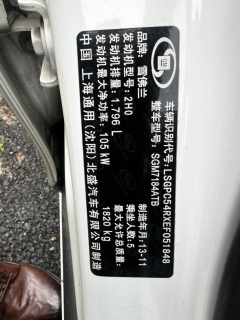 品牌：雪佛兰
发动机型号：2H0
发动机排量：1.796 L
发动机最大净功率：105 kW
中国 上海通用（沈阳）北盛汽车有限公司制造
车辆识别代号：LSGPC54RXEF051848
整车型号：SGM7184ATB
制造年月：13-11
乘坐人数：5
最大允许总质量：1820 kg